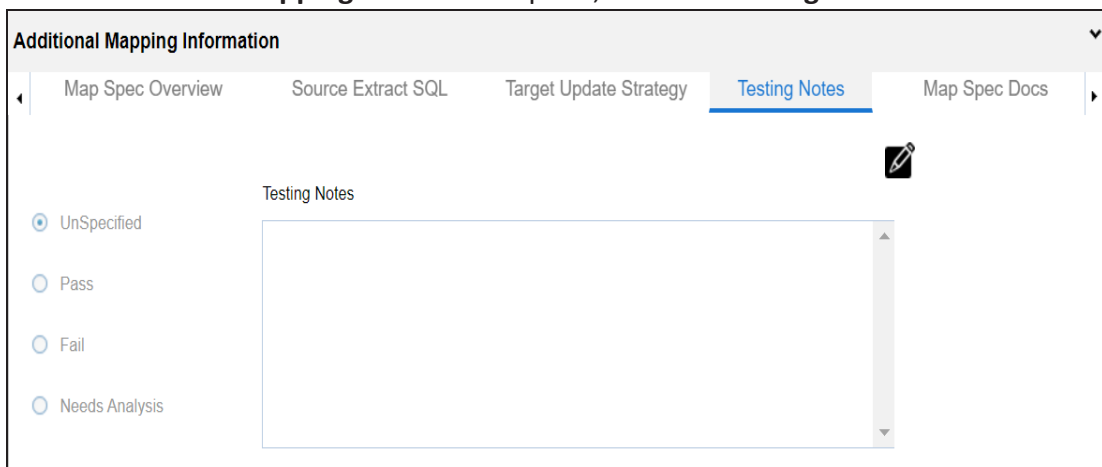 Additional Mapping Information
Map Spec Overview Source Extract SQL Target Update Strategy Testing Notes Map Spec Docs
Testing Notes
UnSpecified
Pass
Fail
Needs Analysis